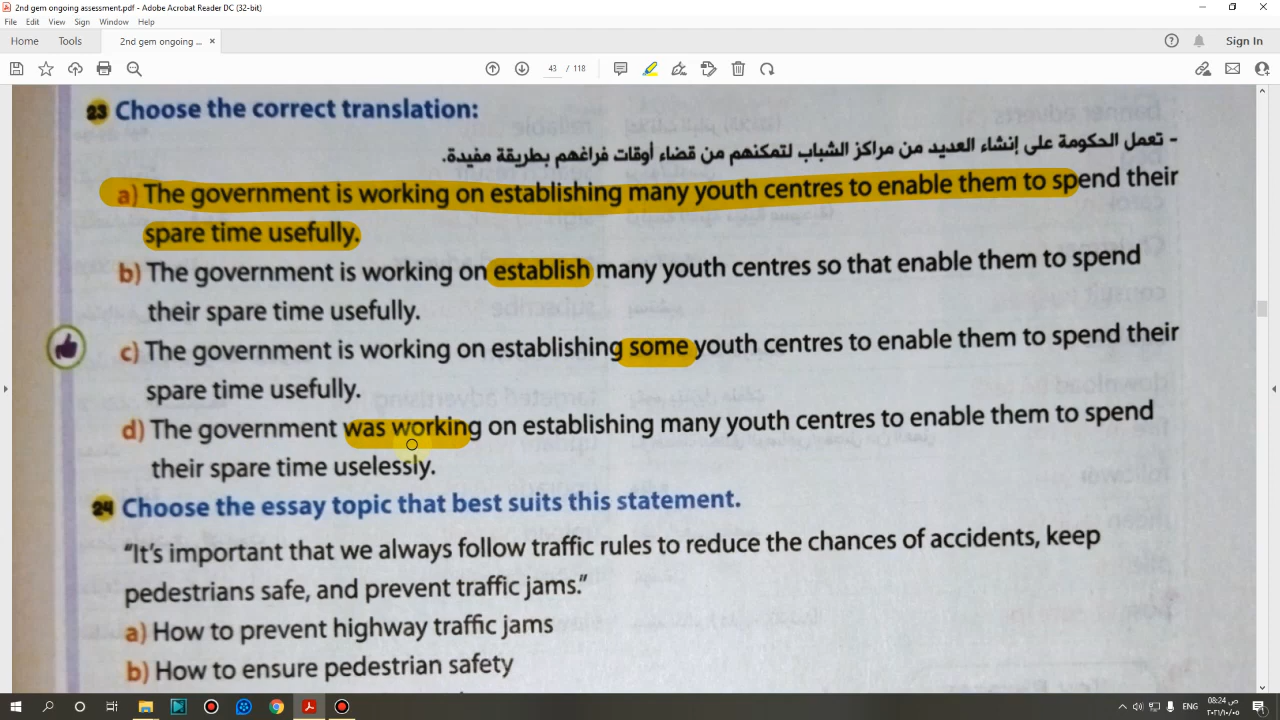 2nd gem ongoing assessment.pdf - Adobe Acrobat Reader DC (32-bit)
File Edit View Sign Window Help
Home Tools 2nd gem ongoing ... × Sign In
43 / 118
23 Choose the correct translation:
- تعمل الحكومة على إنشاء العديد من مراكز الشباب لتمكنهم من قضاء أوقات فراغهم بطريقة مفيدة.
a) The government is working on establishing many youth centres to enable them to spend their
spare time usefully.
b) The government is working on establish many youth centres so that enable them to spend
their spare time usefully.
c) The government is working on establishing some youth centres to enable them to spend their
spare time usefully.
d) The government was working on establishing many youth centres to enable them to spend
their spare time uselessly.
24 Choose the essay topic that best suits this statement.
“It's important that we always follow traffic rules to reduce the chances of accidents, keep
pedestrians safe, and prevent traffic jams.”
a) How to prevent highway traffic jams
b) How to ensure pedestrian safety
ENG
08:24 ص